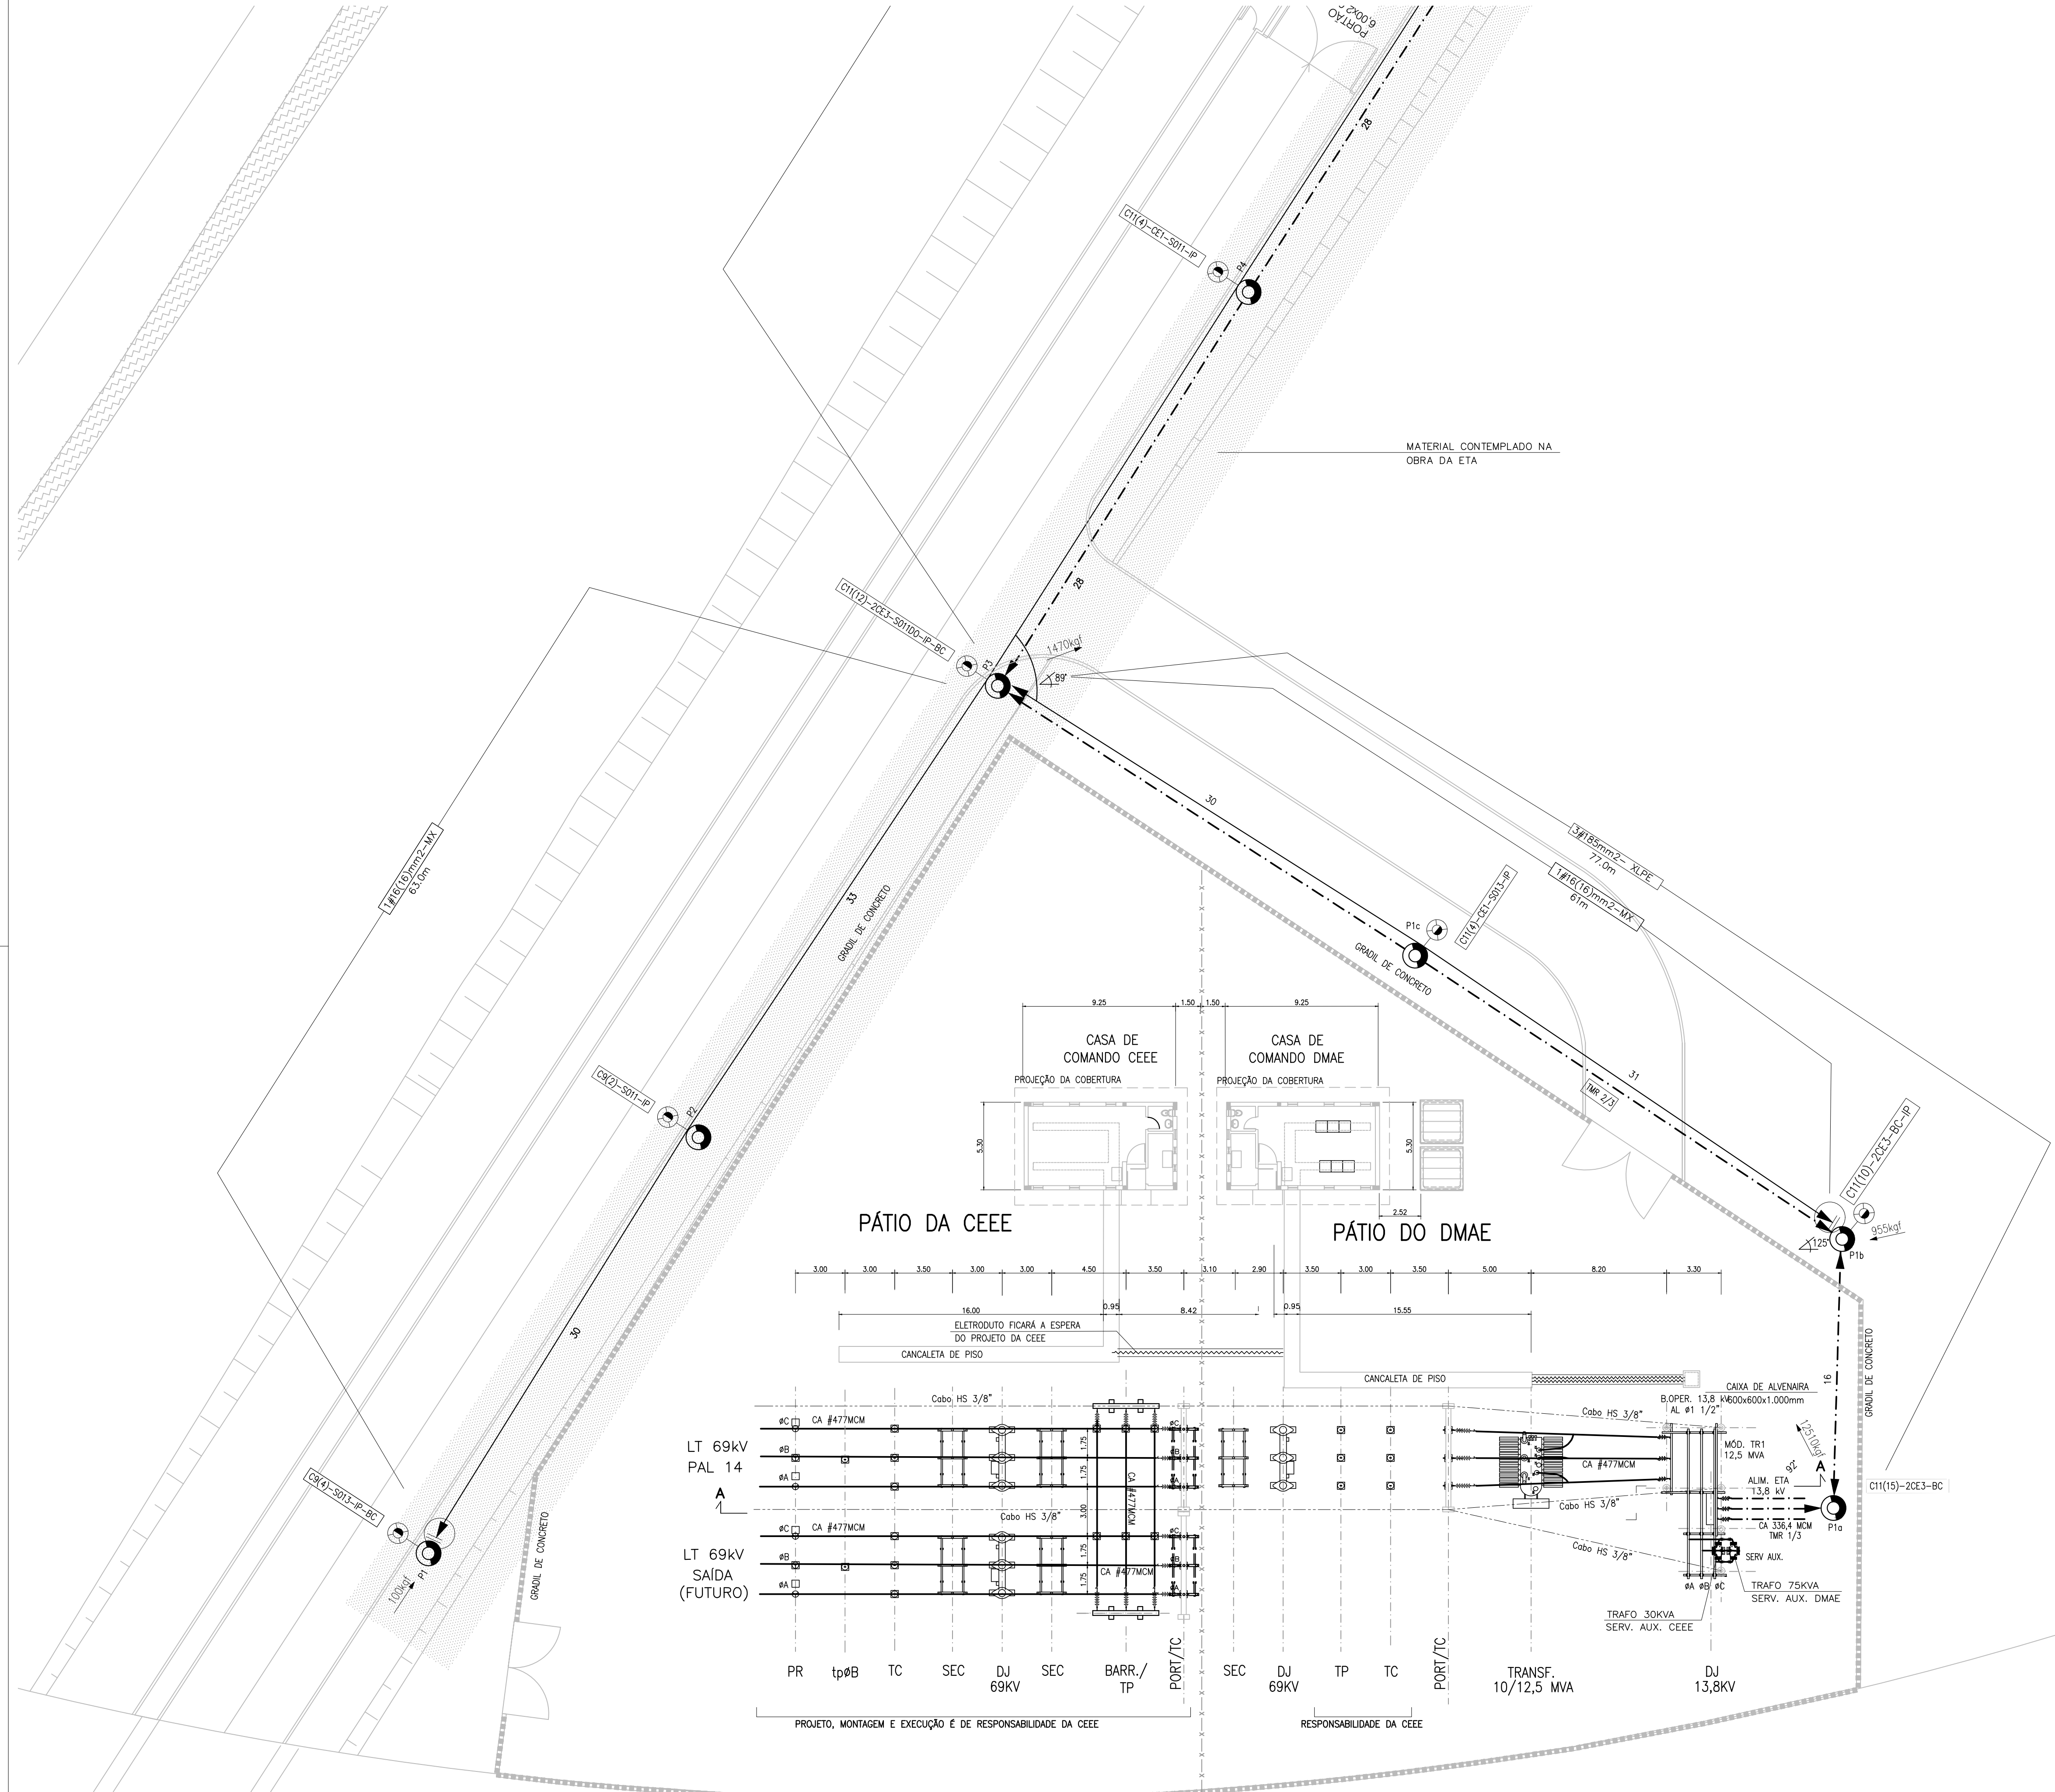 PORTÃO
28
C11(4)-CE1-S011-IP
P4
MATERIAL CONTEMPLADO NA
OBRA DA ETA
28
C11(12)-2CE3-S011DO-IP-BC
P3
1470kgf
89°
30
3#185mm2- XLPE
77.0m
1#16(16)mm2-MX
61m
1#16(16)mm2-MX
63.0m
33
GRADIL DE CONCRETO
P1c
C11(4)-CE1-S013-IP
GRADIL DE CONCRETO
31
TMR 2/3
9.25
1.50
1.50
9.25
CASA DE
COMANDO CEEE
CASA DE
COMANDO DMAE
PROJEÇÃO DA COBERTURA
PROJEÇÃO DA COBERTURA
C9(2)-S011-IP
P2
5.30
5.30
2.52
C11(10)-2CE3-BC-IP
955kgf
125°
P1b
PÁTIO DA CEEE
PÁTIO DO DMAE
3.00
3.00
3.50
3.00
3.00
4.50
3.50
3.10
2.90
3.50
3.00
3.50
5.00
8.20
3.30
16.00
0.95
8.42
0.95
15.55
30
ELETRODUTO FICARÁ A ESPERA
DO PROJETO DA CEEE
CANCALETA DE PISO
CANCALETA DE PISO
16
GRADIL DE CONCRETO
CAIXA DE ALVENAIRA
600x600x1.000mm
B.OPER. 13,8 kV
AL ø1 1/2"
Cabo HS 3/8"
Cabo HS 3/8"
øC
CA #477MCM
øC
LT 69kV
PAL 14
øB
øB
øA
øA
1.75
1.75
3.00
1.75
1.75
CA #477MCM
CA #477MCM
MÓD. TR1
12,5 MVA
12510kgf
92°
A
A
ALIM. ETA
13,8 kV
C11(15)-2CE3-BC
Cabo HS 3/8"
Cabo HS 3/8"
CA 336,4 MCM
TMR 1/3
P1a
C9(4)-S013-IP-BC
P1
100kgf
GRADIL DE CONCRETO
øC
CA #477MCM
øC
LT 69kV
SAÍDA
(FUTURO)
øB
øB
øA
CA #477MCM
øA
Cabo HS 3/8"
SERV AUX.
øA øB øC
TRAFO 75KVA
SERV. AUX. DMAE
TRAFO 30KVA
SERV. AUX. CEEE
PR
tpøB
TC
SEC
DJ
69KV
SEC
BARR./
TP
PORT/TC
SEC
DJ
69KV
TP
TC
PORT/TC
TRANSF.
10/12,5 MVA
DJ
13,8KV
PROJETO, MONTAGEM E EXECUÇÃO É DE RESPONSABILIDADE DA CEEE
RESPONSABILIDADE DA CEEE